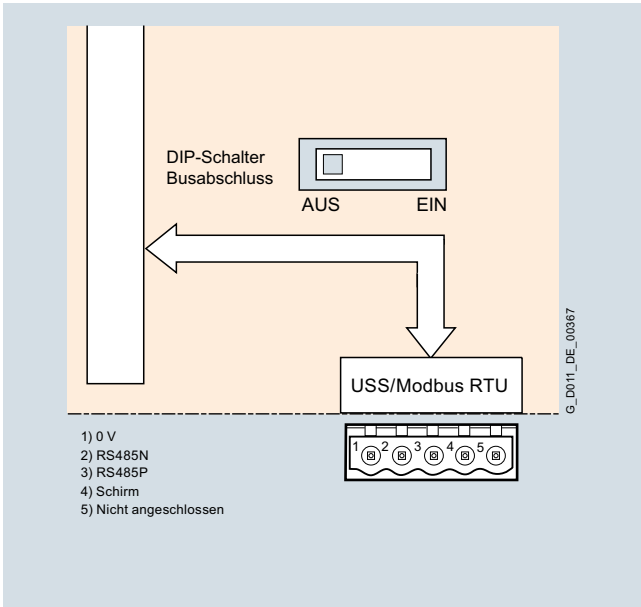 DIP-Schalter
Busabschluss
AUS EIN
USS/Modbus RTU
G_D011_DE_00367
1 2 3 4 5
1) 0 V
2) RS485N
3) RS485P
4) Schirm
5) Nicht angeschlossen